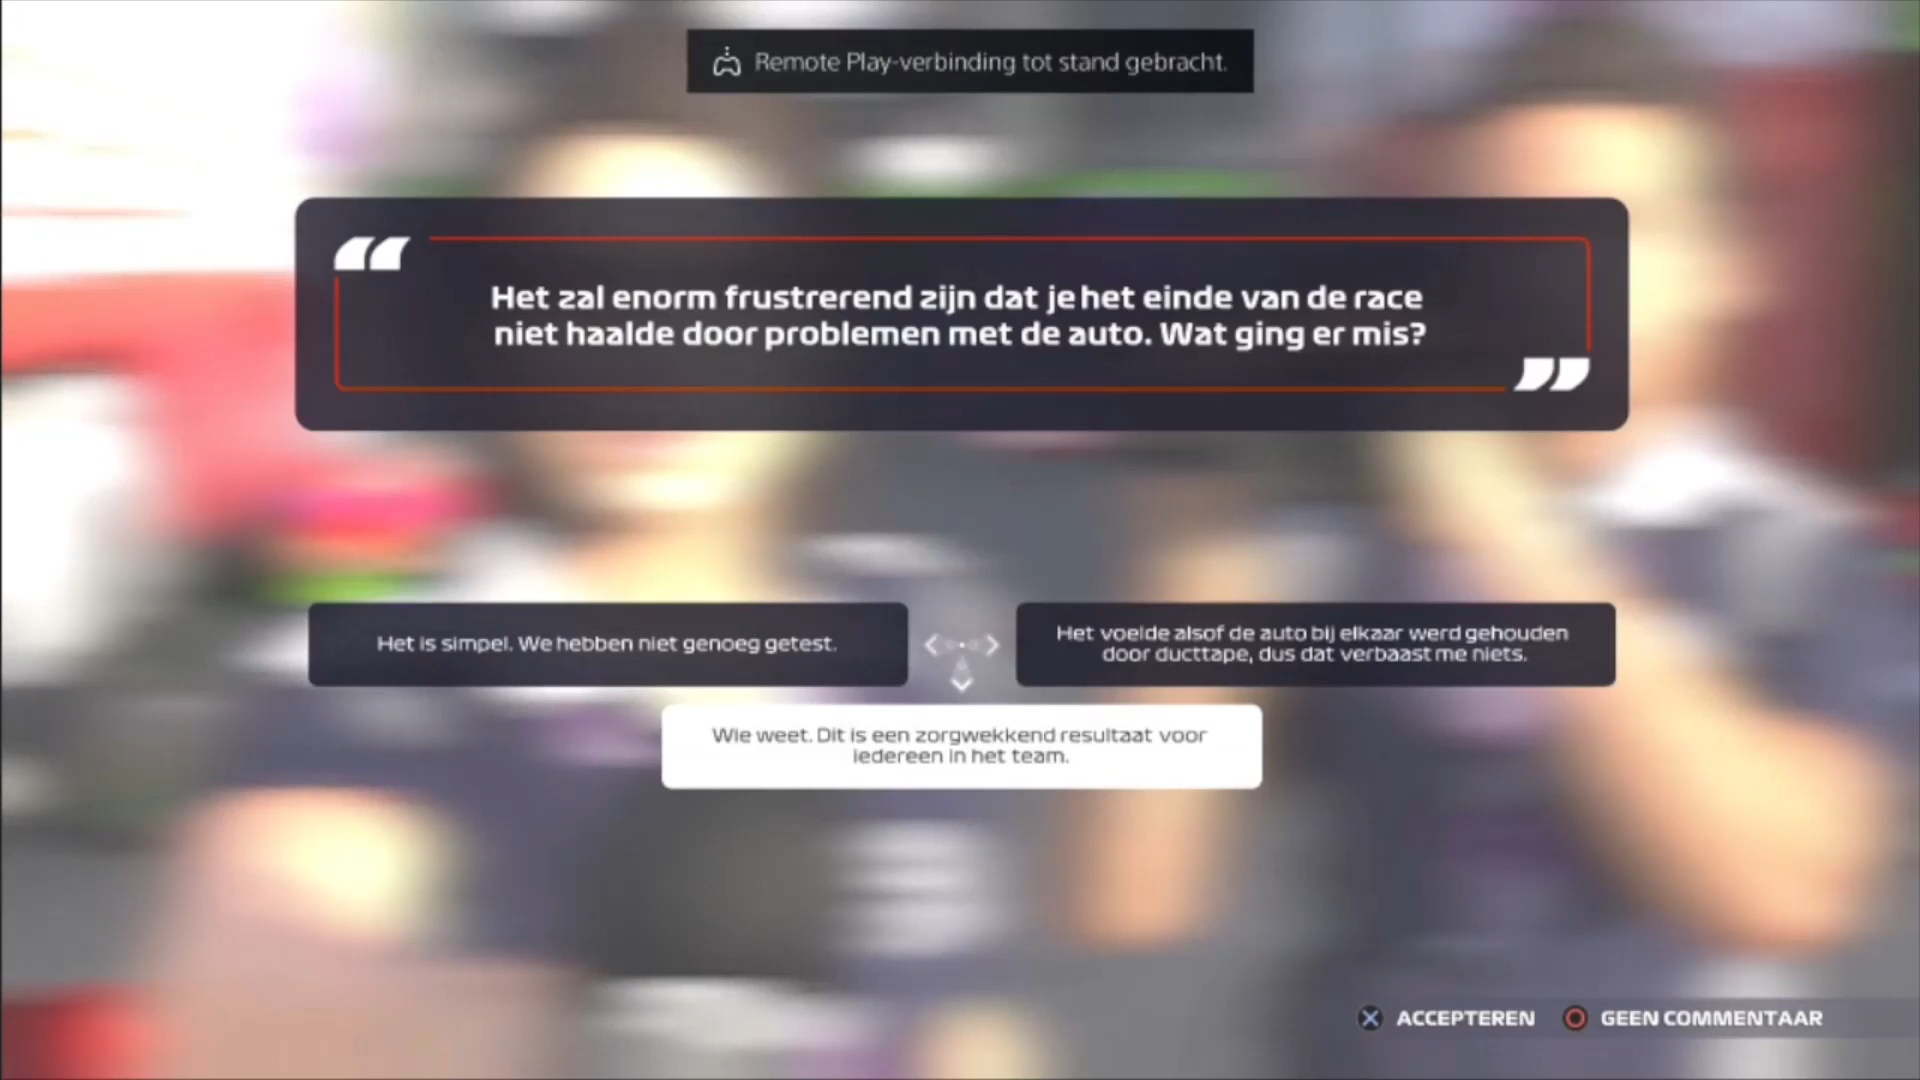 Remote Play-verbinding tot stand gebracht.
Het zal enorm frustrerend zijn dat je het einde van de race
niet haalde door problemen met de auto. Wat ging er mis?
Het is simpel. We hebben niet genoeg getest.
Het voelde alsof de auto bij elkaar werd gehouden
door ducttape, dus dat verbaast me niets.
Wie weet. Dit is een zorgwekkend resultaat voor
iedereen in het team.
ACCEPTEREN GEEN COMMENTAAR